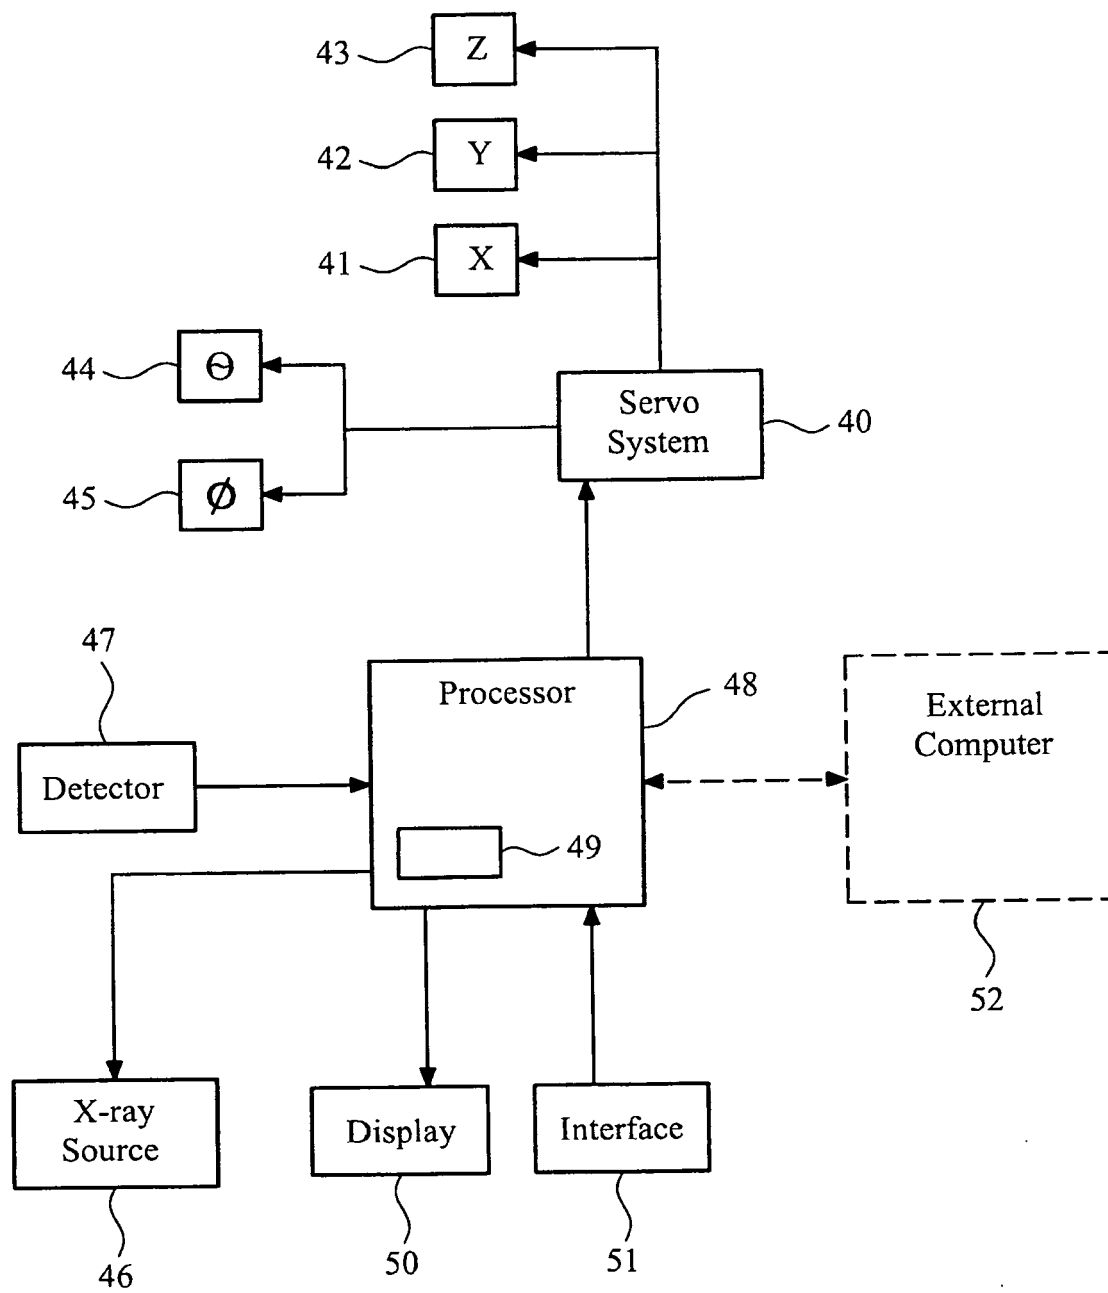 43 Z
42 Y
41 X
44 Θ
Servo
System
40
45 ϕ
47
Processor
48
External
Computer
Detector
49
52
X-ray
Source
Display
Interface
46
50
51